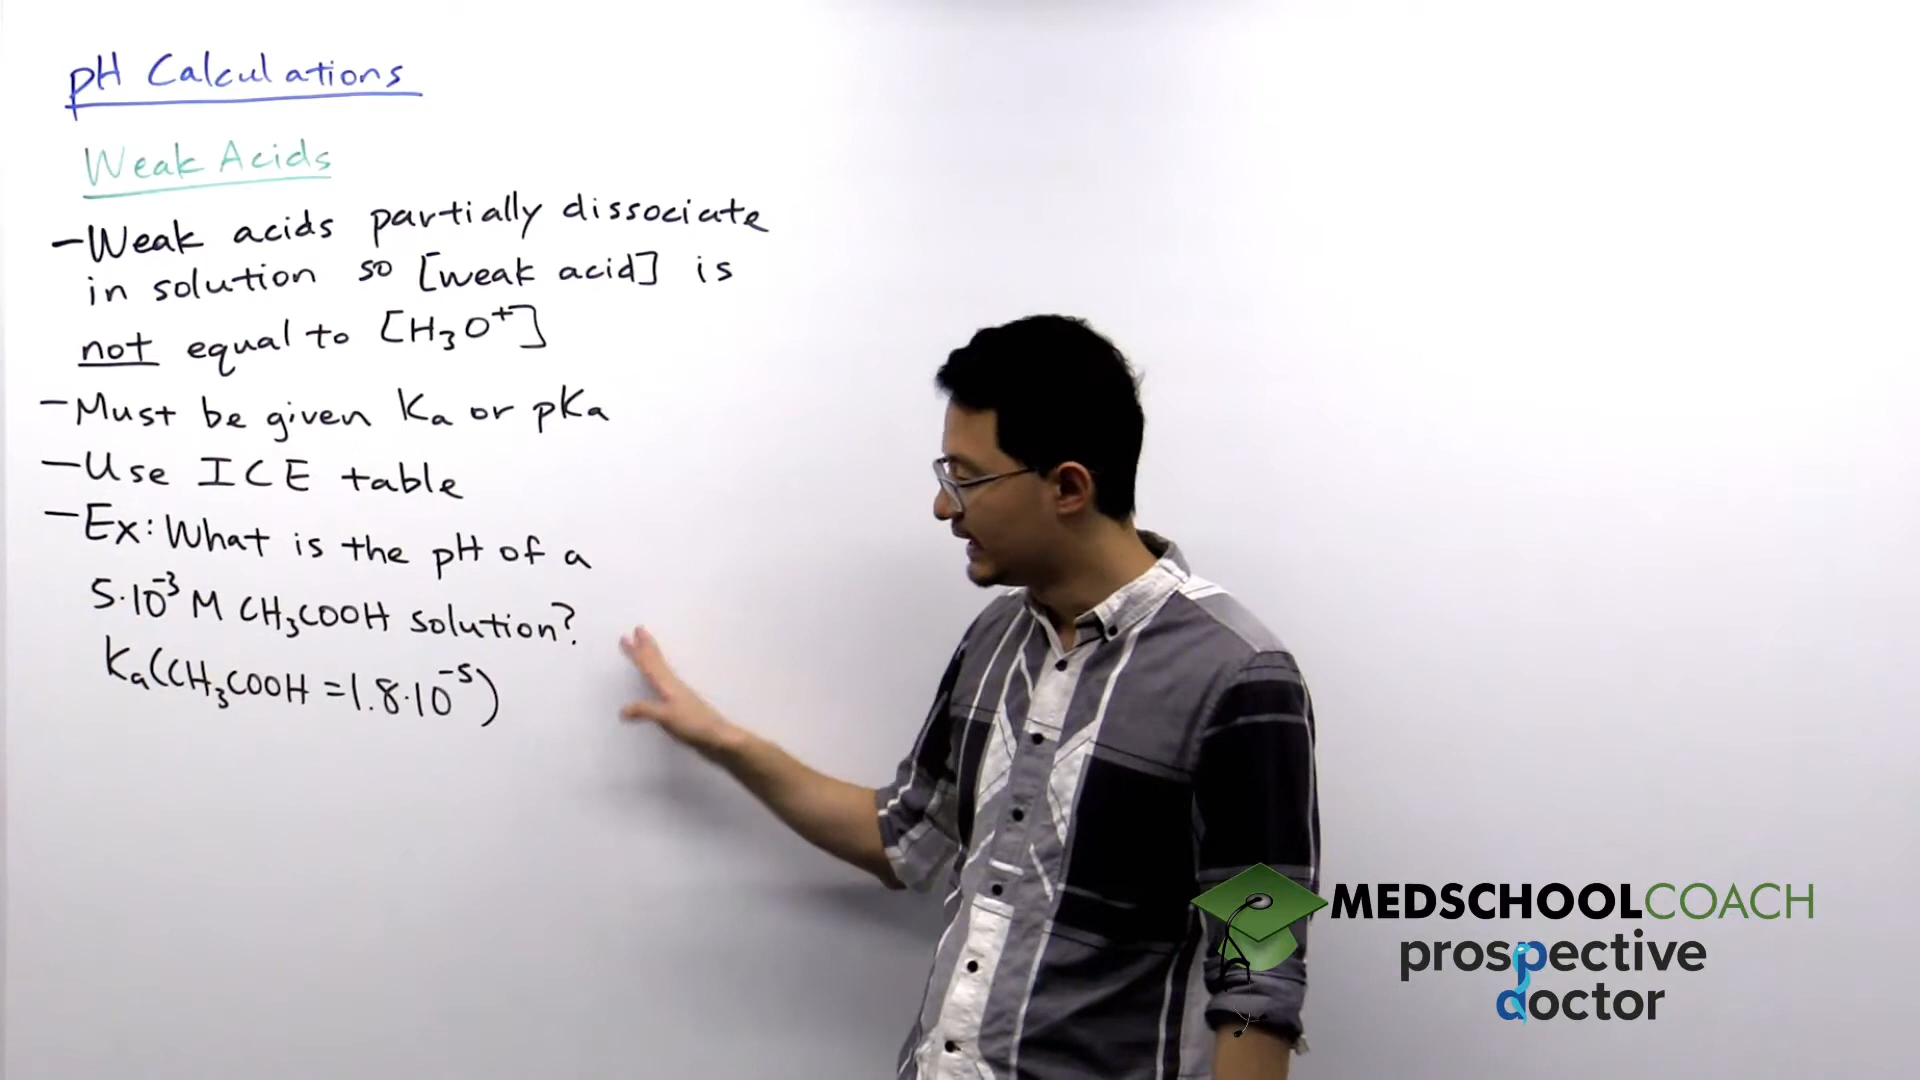 pH Calculations
Weak Acids
- Weak acids partially dissociate
in solution so [weak acid] is
not equal to [H₃O⁺]
- Must be given Ka or pKa
- Use ICE table
- Ex: What is the pH of a
5·10⁻³ M CH₃COOH solution?
Ka(CH₃COOH = 1.8·10⁻⁵)
MEDSCHOOLCOACH
prospective
doctor